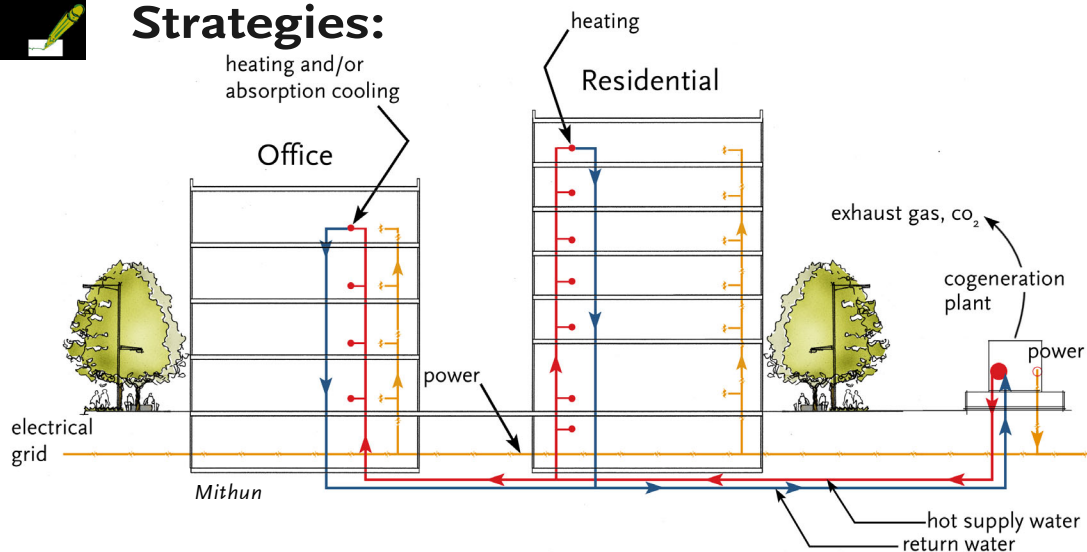 Strategies:
heating
heating and/or
absorption cooling
Residential
Office
exhaust gas, co₂
cogeneration
plant
power
power
electrical
grid
Mithun
hot supply water
return water